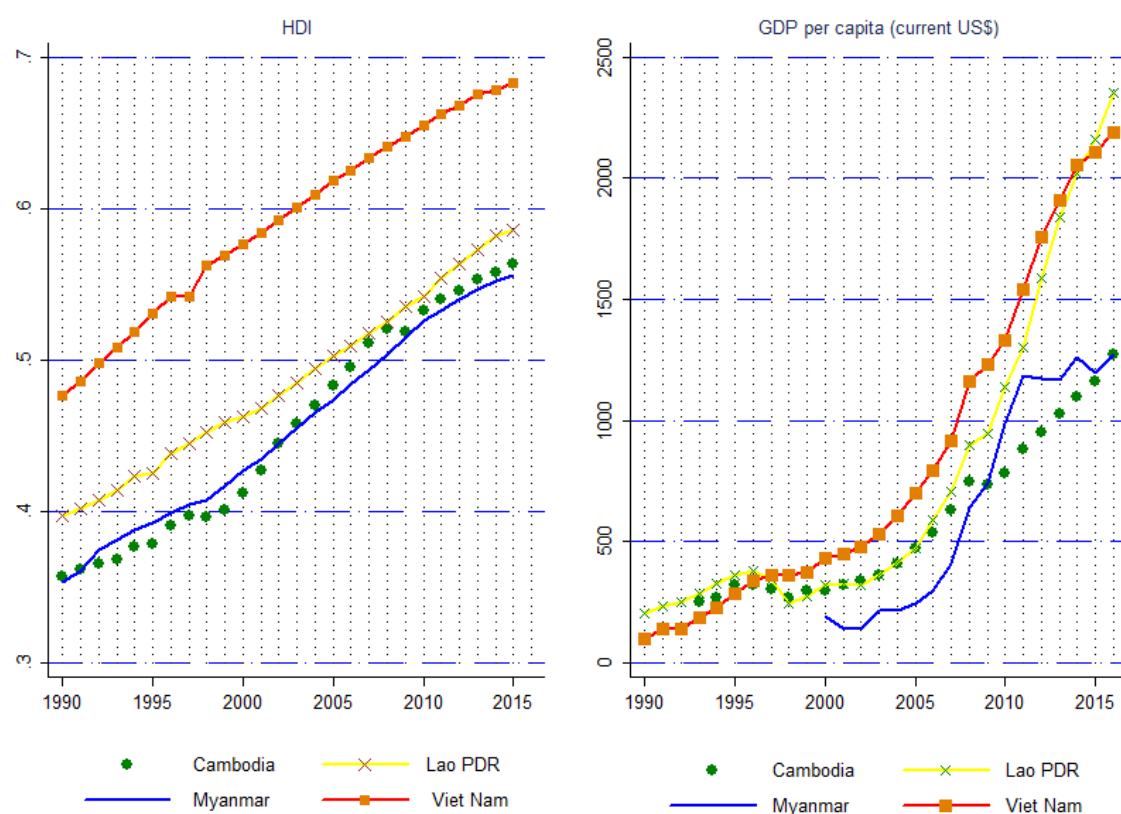 HDI
.7
.6
.5
.4
.3
1990 1995 2000 2005 2010 2015
Cambodia Lao PDR
Myanmar Viet Nam
GDP per capita (current US$)
2500
2000
1500
1000
500
0
1990 1995 2000 2005 2010 2015
Cambodia Lao PDR
Myanmar Viet Nam